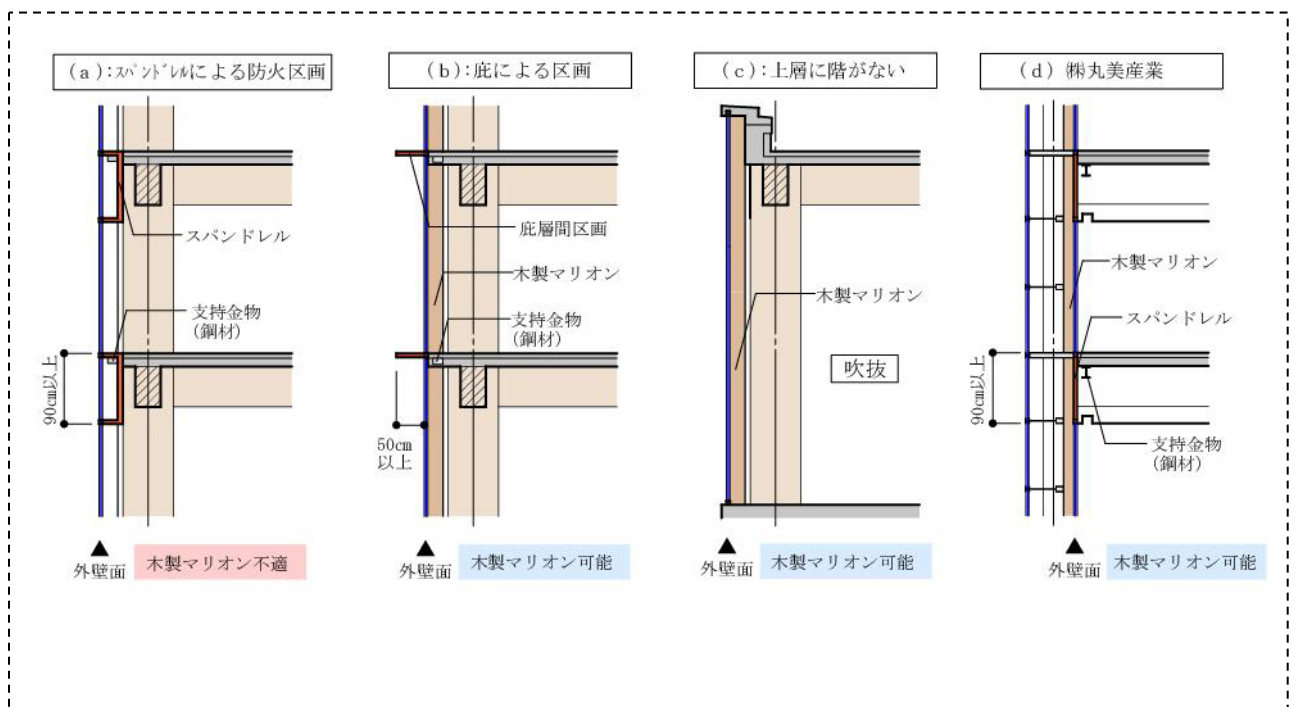 (a):ｽﾊﾟﾝﾄﾞﾚﾙによる防火区画
スパンドレル
支持金物
(鋼材)
90cm以上
外壁面
木製マリオン不適
(b):庇による区画
庇層間区画
木製マリオン
支持金物
(鋼材)
50cm
以上
外壁面
木製マリオン可能
(c):上層に階がない
木製マリオン
吹抜
外壁面
木製マリオン可能
(d) ㈱丸美産業
木製マリオン
スパンドレル
90cm以上
支持金物
(鋼材)
外壁面
木製マリオン可能